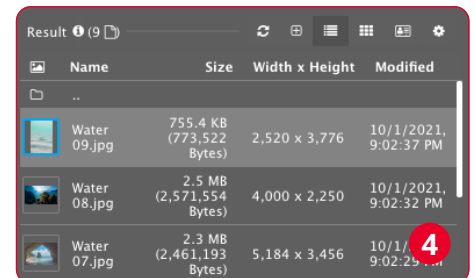 Result (9)
Name Size Width x Height Modified
..
Water 09.jpg 755.4 KB (773,522 Bytes) 2,520 x 3,776 10/1/2021, 9:02:37 PM
Water 08.jpg 2.5 MB (2,571,554 Bytes) 4,000 x 2,250 10/1/2021, 9:02:32 PM
Water 07.jpg 2.3 MB (2,461,193 Bytes) 5,184 x 3,456 10/1/ 9:02:29 PM
4